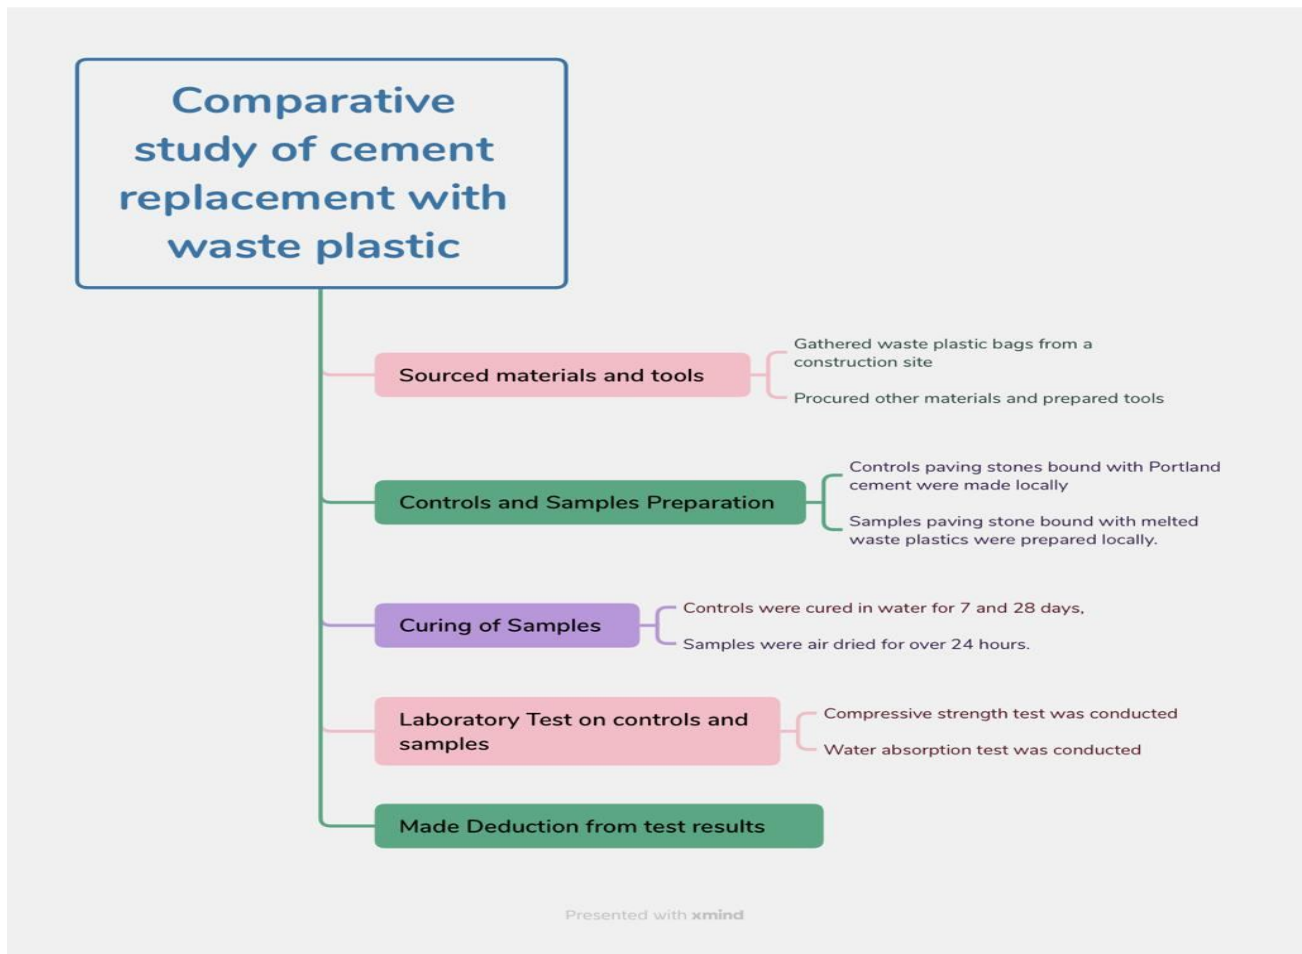 Comparative
study of cement
replacement with
waste plastic
Sourced materials and tools
Gathered waste plastic bags from a
construction site
Procured other materials and prepared tools
Controls and Samples Preparation
Controls paving stones bound with Portland
cement were made locally
Samples paving stone bound with melted
waste plastics were prepared locally.
Curing of Samples
Controls were cured in water for 7 and 28 days,
Samples were air dried for over 24 hours.
Laboratory Test on controls and
samples
Compressive strength test was conducted
Water absorption test was conducted
Made Deduction from test results
Presented with xmind